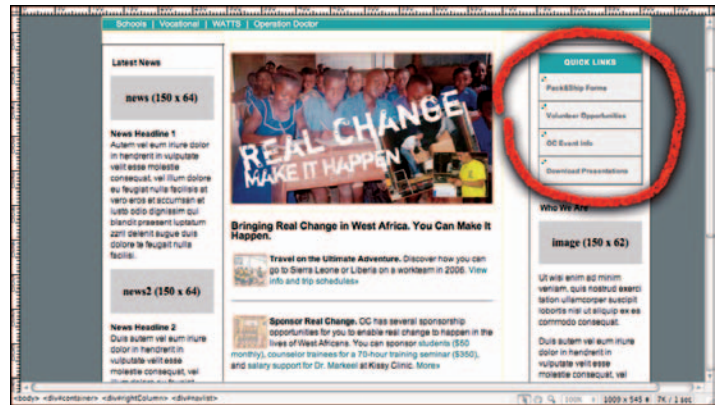 Schools | Vocational | WATTS | Operation Doctor
Latest News
news (150 x 64)
News Headline 1
Autem vel eum iriure dolor
in hendrerit in vulputate
velit esse molestie
consequat, vel illum dolore
eu feugiat nulla facilisis at
vero eros et accumsan et
iusto odio dignissim qui
blandit praesent luptatum
zzril delenit augue duis
dolore te feugait nulla
facilisi.
news2 (150 x 64)
News Headline 2
Duis autem vel eum iriure
dolor in hendrerit in
vulputate velit esse
molestie consequat, vel
REAL CHANGE
MAKE IT HAPPEN
Bringing Real Change in West Africa. You Can Make It
Happen.
Travel on the Ultimate Adventure. Discover how you can
go to Sierra Leone or Liberia on a workteam in 2006. View
info and trip schedules»
Sponsor Real Change. OC has several sponsorship
opportunities for you to enable real change to happen in the
lives of West Africans. You can sponsor students ($50
monthly), counselor trainees for a 70-hour training seminar ($350),
and salary support for Dr. Markeel at Kissy Clinic. More»
QUICK LINKS
Pack&Ship Forms
Volunteer Opportunities
OC Event Info
Download Presentations
Who We Are
image (150 x 62)
Ut wisi enim ad minim
veniam, quis nostrud exerci
tation ullamcorper suscipit
lobortis nisl ut aliquip ex ea
commodo consequat.
Duis autem vel eum iriure
dolor in hendrerit in
vulputate velit esse
molestie consequat, vel
<body> <div#container> <div#rightColumn> <div#navlist>
100%
1009 x 545
7K / 1 sec